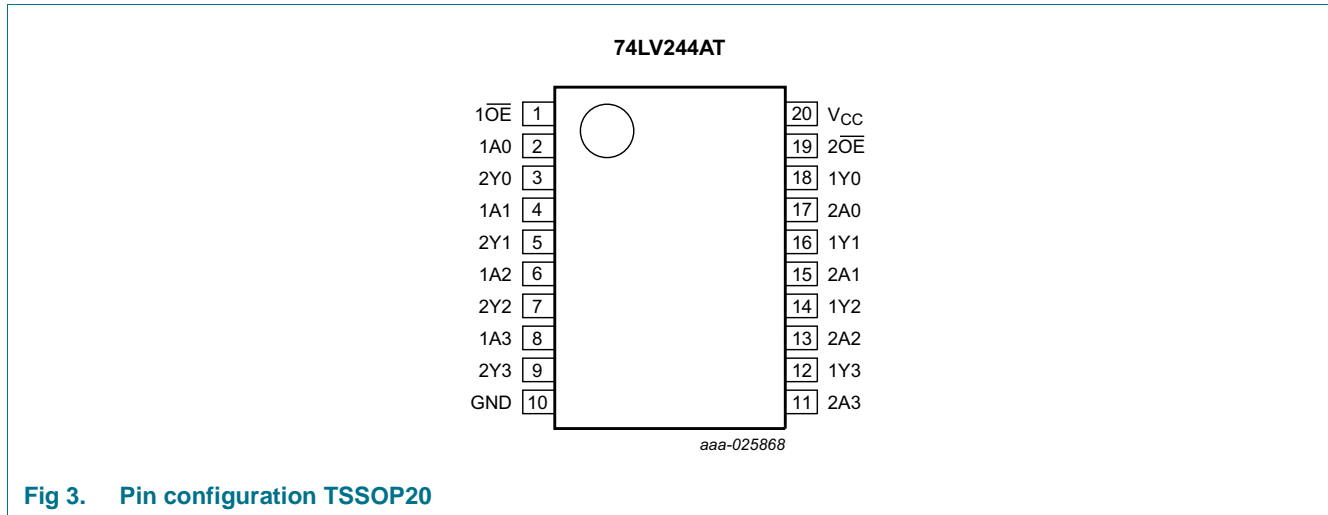 74LV244AT
1O̅E̅ 1 20 VCC
1A0 2 19 2O̅E̅
2Y0 3 18 1Y0
1A1 4 17 2A0
2Y1 5 16 1Y1
1A2 6 15 2A1
2Y2 7 14 1Y2
1A3 8 13 2A2
2Y3 9 12 1Y3
GND 10 11 2A3
aaa-025868
Fig 3. Pin configuration TSSOP20